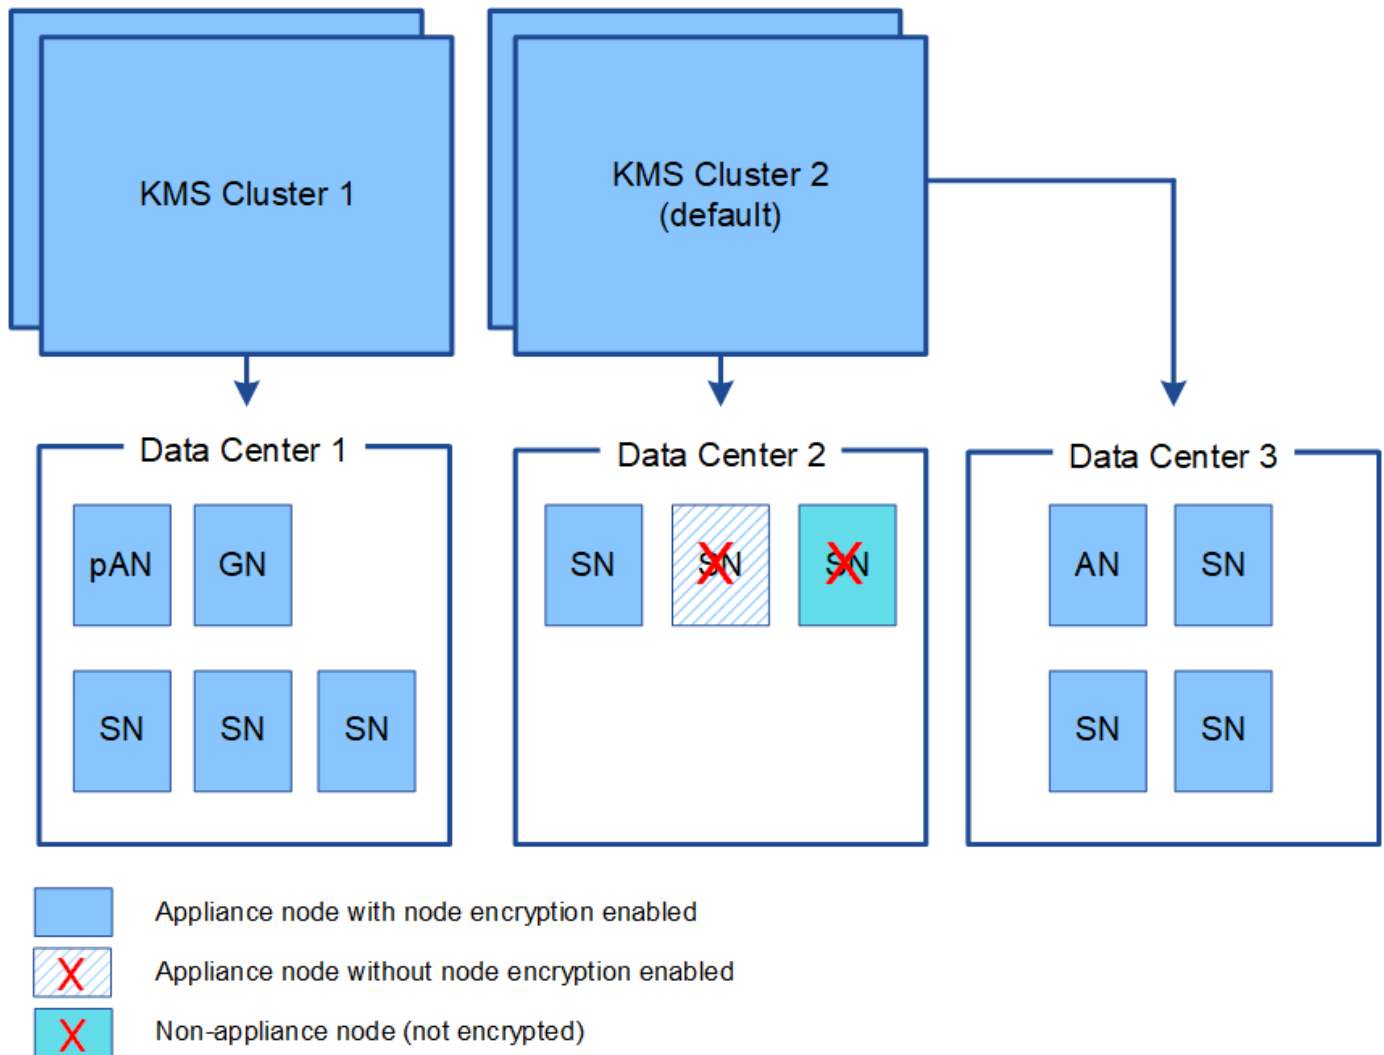 KMS Cluster 1
KMS Cluster 2
(default)
Data Center 1
pAN
GN
SN
SN
SN
Data Center 2
SN
SN
SN
Data Center 3
AN
SN
SN
SN
Appliance node with node encryption enabled
X
Appliance node without node encryption enabled
X
Non-appliance node (not encrypted)